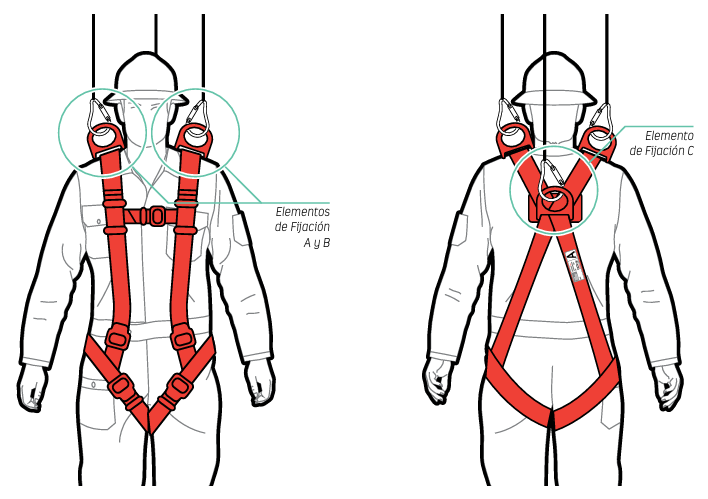 Elementos
de Fijación
A y B
Elemento
de Fijación C
A